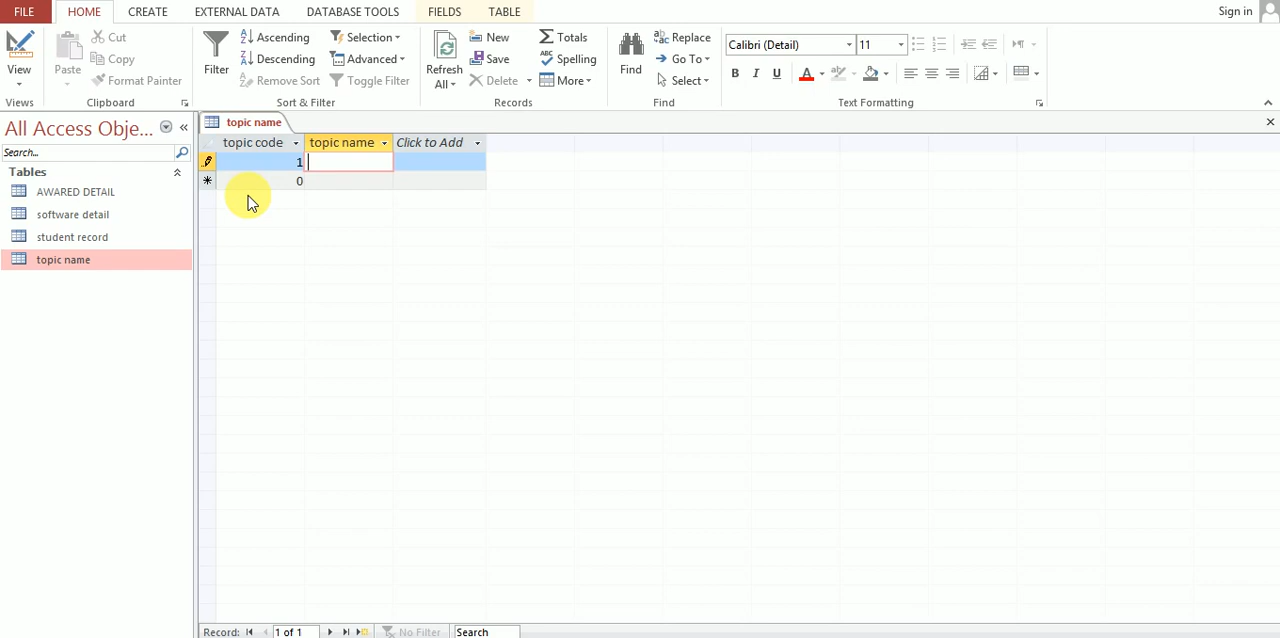 FILE HOME CREATE EXTERNAL DATA DATABASE TOOLS FIELDS TABLE Sign in
View
Views
Paste
Cut
Copy
Format Painter
Clipboard
Filter
Ascending
Descending
Remove Sort
Selection
Advanced
Toggle Filter
Sort & Filter
Refresh
All
New
Save
Delete
Totals
Spelling
More
Records
Find
Replace
Go To
Select
Find
Calibri (Detail) 11
B I U A
Text Formatting
All Access Obje...
Search...
Tables
AWARED DETAIL
software detail
student record
topic name
topic name
topic code topic name Click to Add
1
0
Record: 1 of 1 No Filter Search